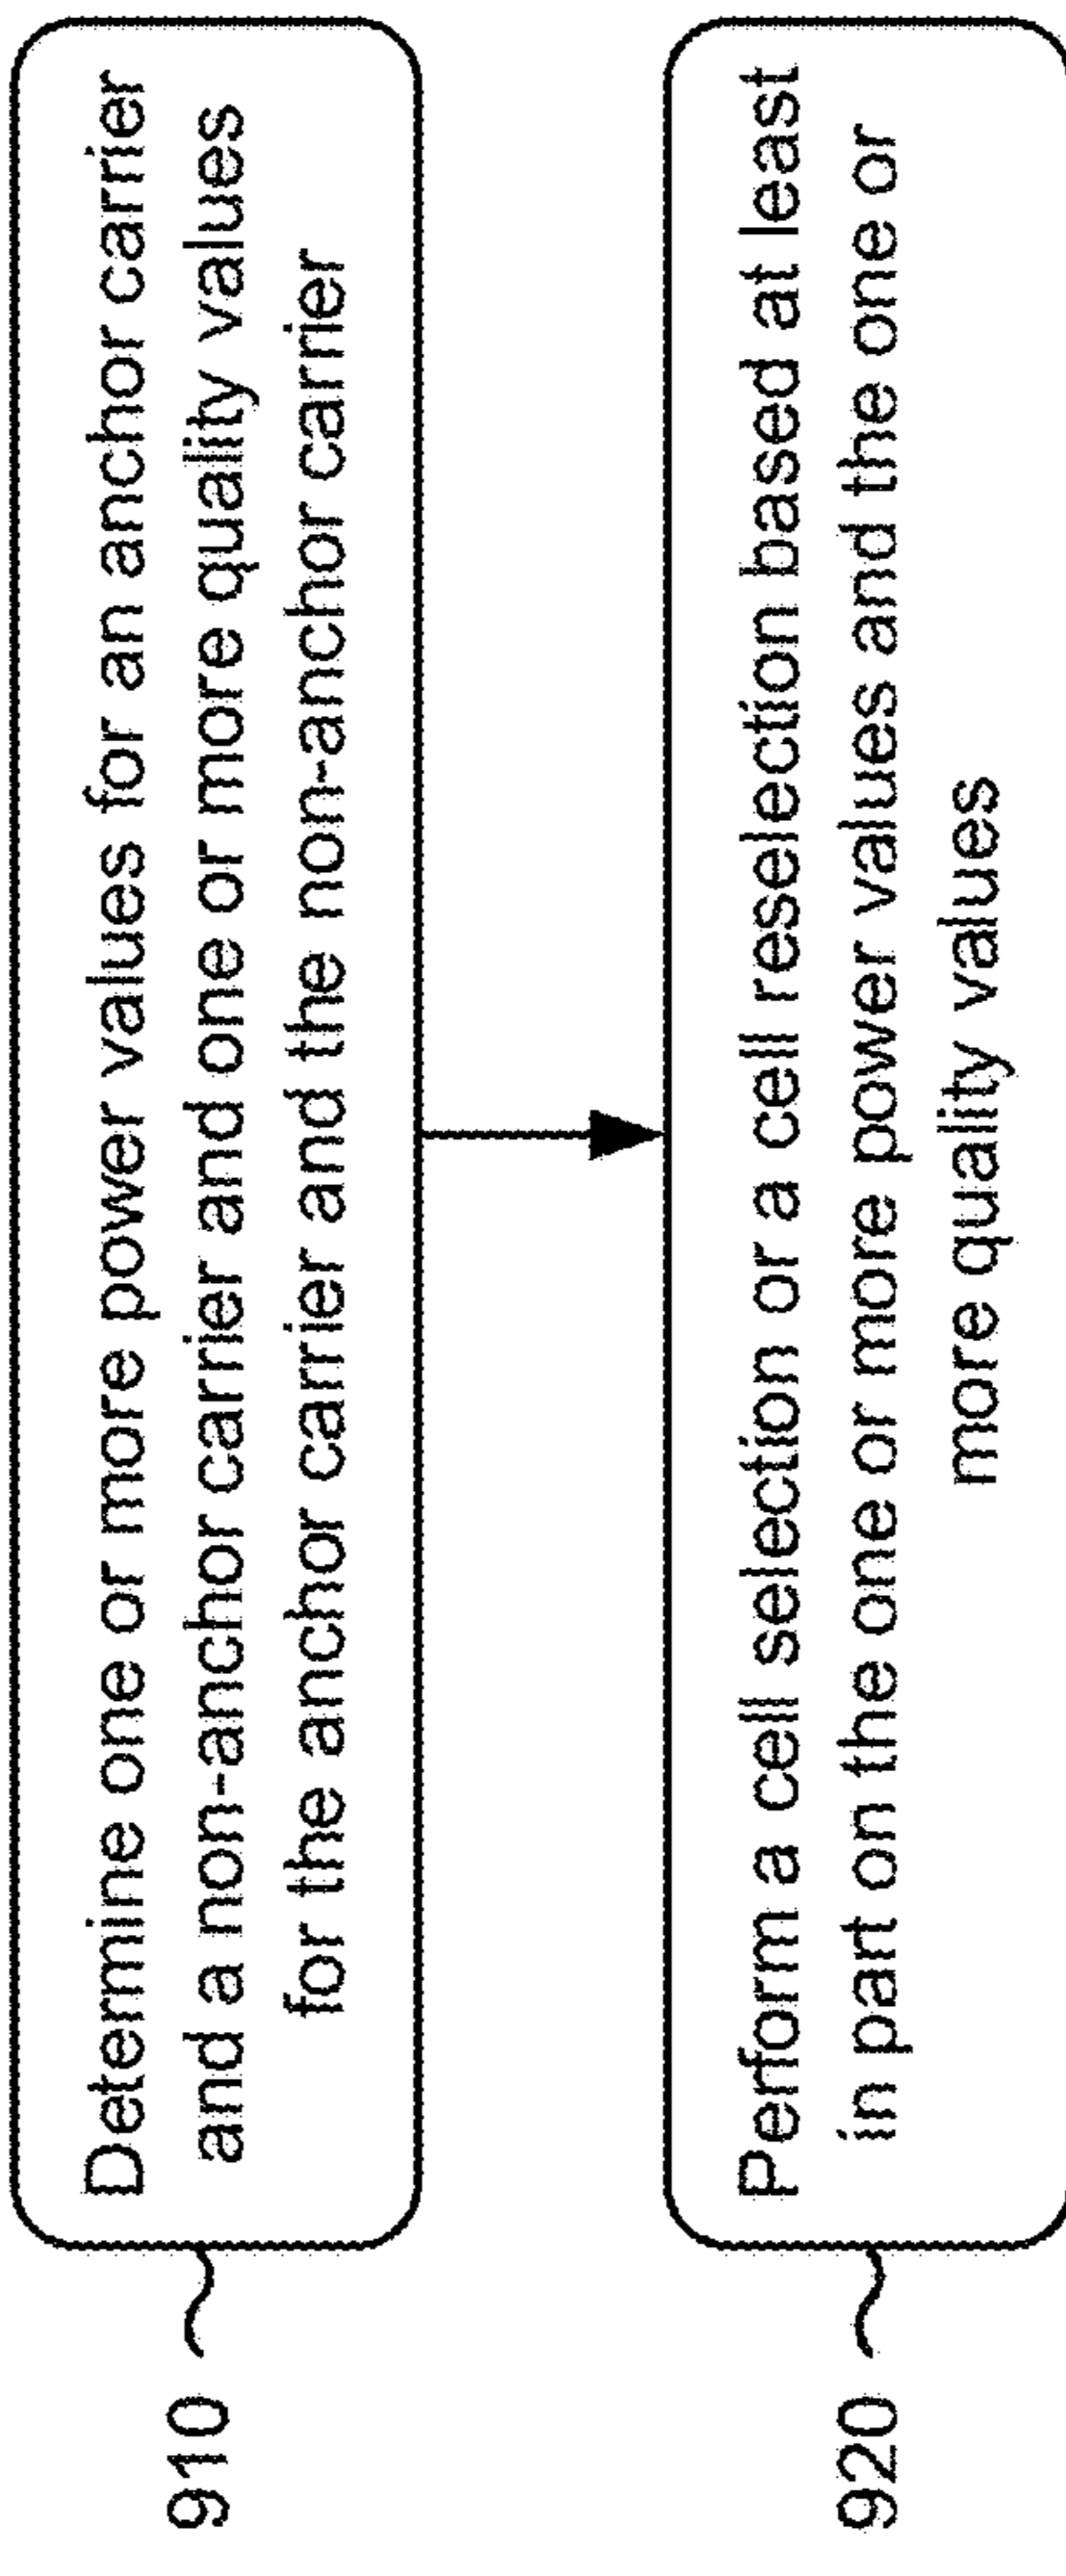 910
Determine one or more power values for an anchor carrier
and a non-anchor carrier and one or more quality values
for the anchor carrier and the non-anchor carrier
920
Perform a cell selection or a cell reselection based at least
in part on the one or more power values and the one or
more quality values